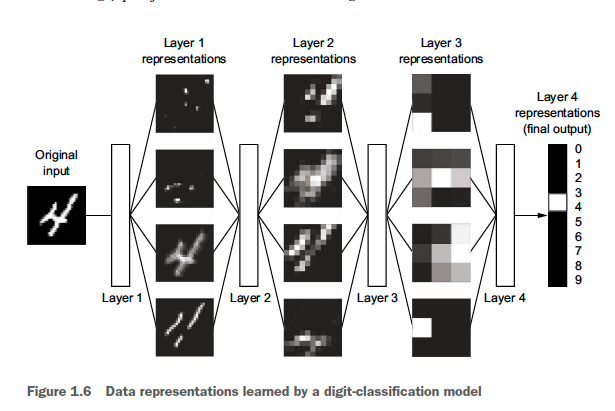 Layer 1
representations
Layer 2
representations
Layer 3
representations
Layer 4
representations
(final output)
Original
input
0
1
2
3
4
5
6
7
8
9
Layer 1
Layer 2
Layer 3
Layer 4
Figure 1.6 Data representations learned by a digit-classification model